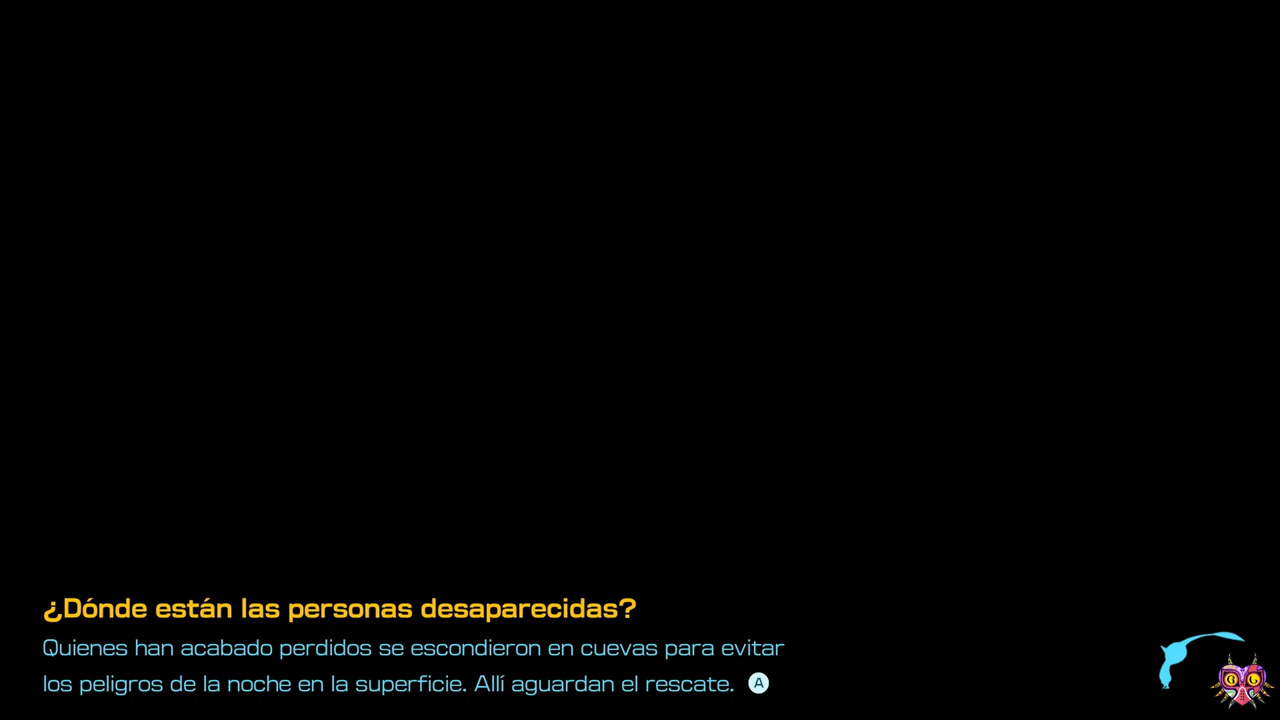 ¿Dónde están las personas desaparecidas?
Quienes han acabado perdidos se escondieron en cuevas para evitar
los peligros de la noche en la superficie. Allí aguardan el rescate. A